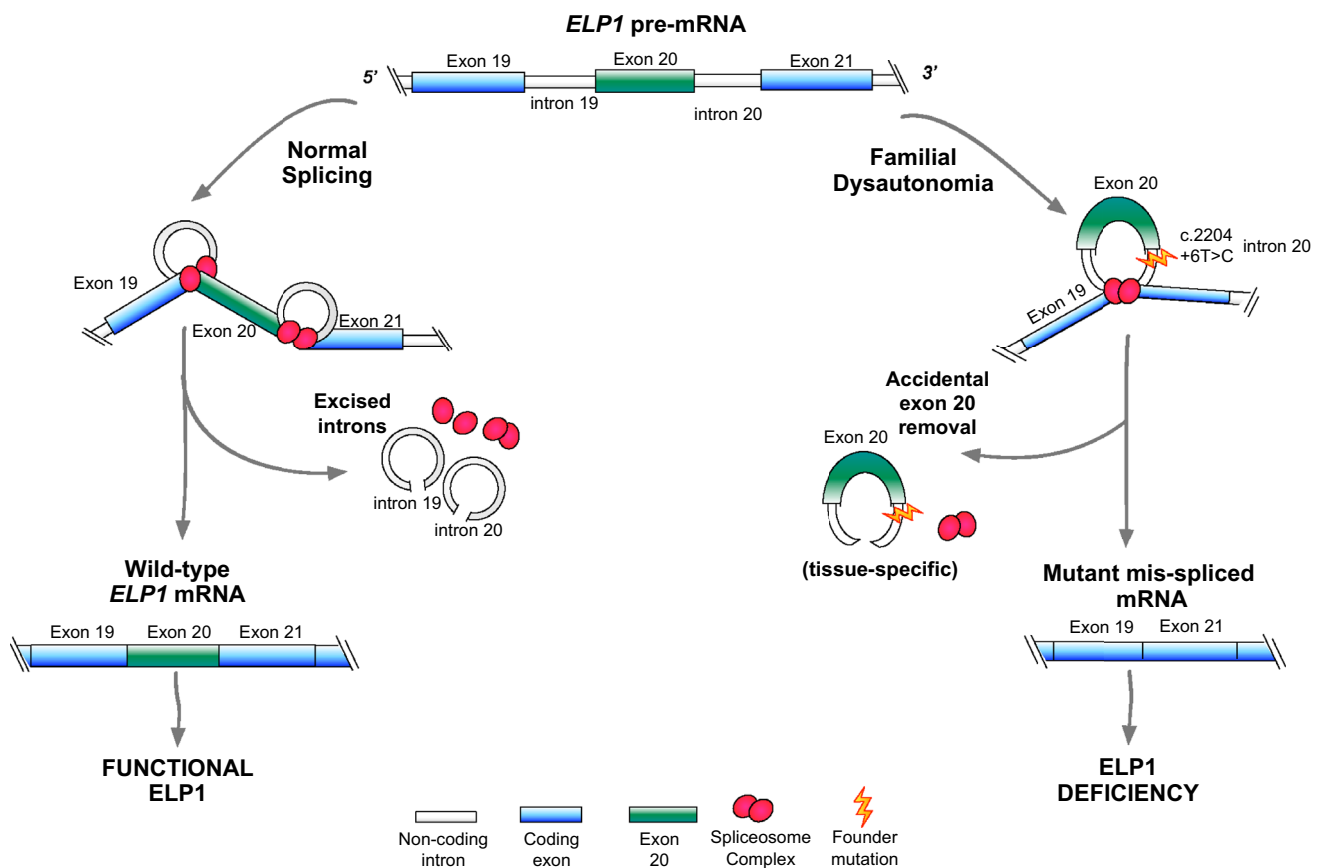 ELP1 pre-mRNA
5’
Exon 19
Exon 20
Exon 21
3’
intron 19
intron 20
Normal
Splicing
Familial
Dysautonomia
Exon 19
Exon 20
Exon 21
Exon 20
c.2204
+6T>C
intron 20
Exon 19
Excised
introns
intron 19
intron 20
Accidental
exon 20
removal
Exon 20
(tissue-specific)
Wild-type
ELP1 mRNA
Exon 19
Exon 20
Exon 21
Mutant mis-spliced
mRNA
Exon 19
Exon 21
FUNCTIONAL
ELP1
ELP1
DEFICIENCY
Non-coding
intron
Coding
exon
Exon
20
Spliceosome
Complex
Founder
mutation